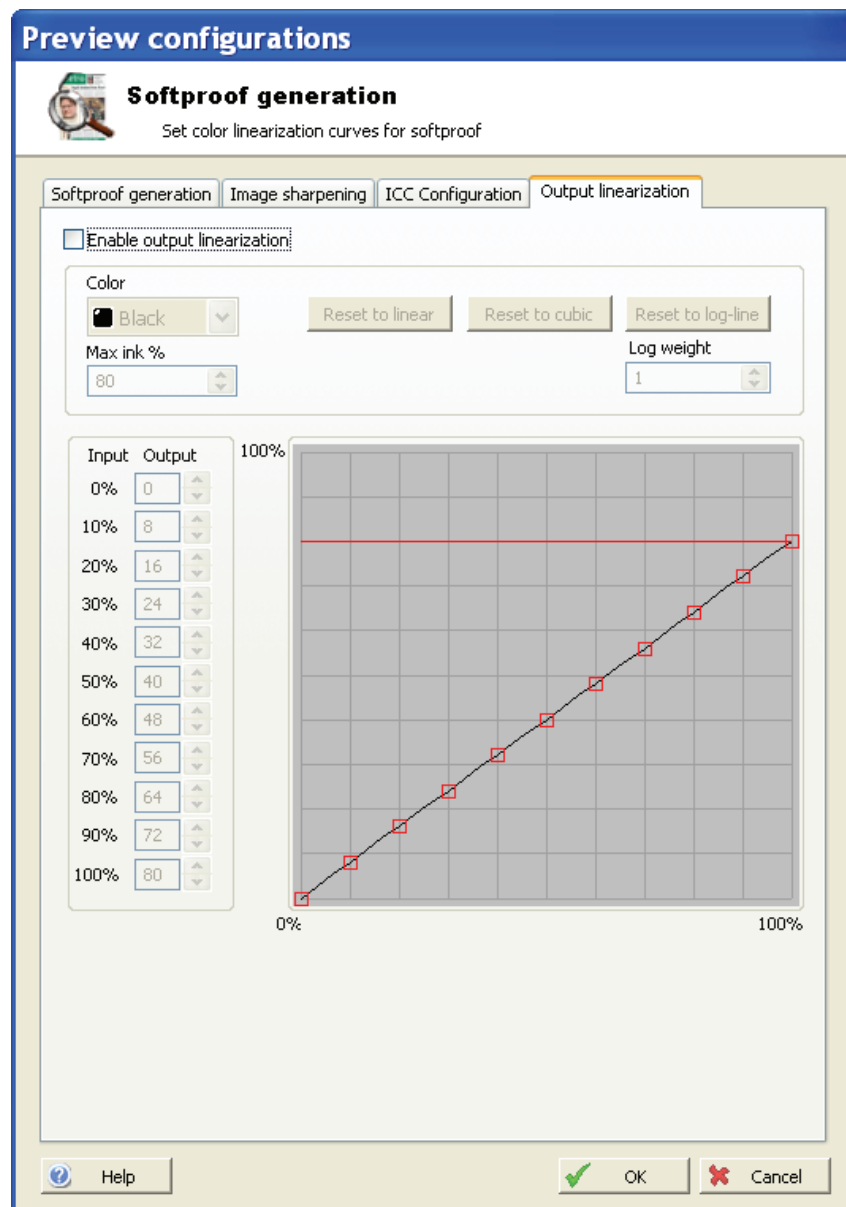 Preview configurations
Softproof generation
Set color linearization curves for softproof
Softproof generation Image sharpening ICC Configuration Output linearization
Enable output linearization
Color
Black Reset to linear Reset to cubic Reset to log-line
Max ink % Log weight
80 1
Input Output 100%
0% 0
10% 8
20% 16
30% 24
40% 32
50% 40
60% 48
70% 56
80% 64
90% 72
100% 80
0% 100%
Help OK Cancel